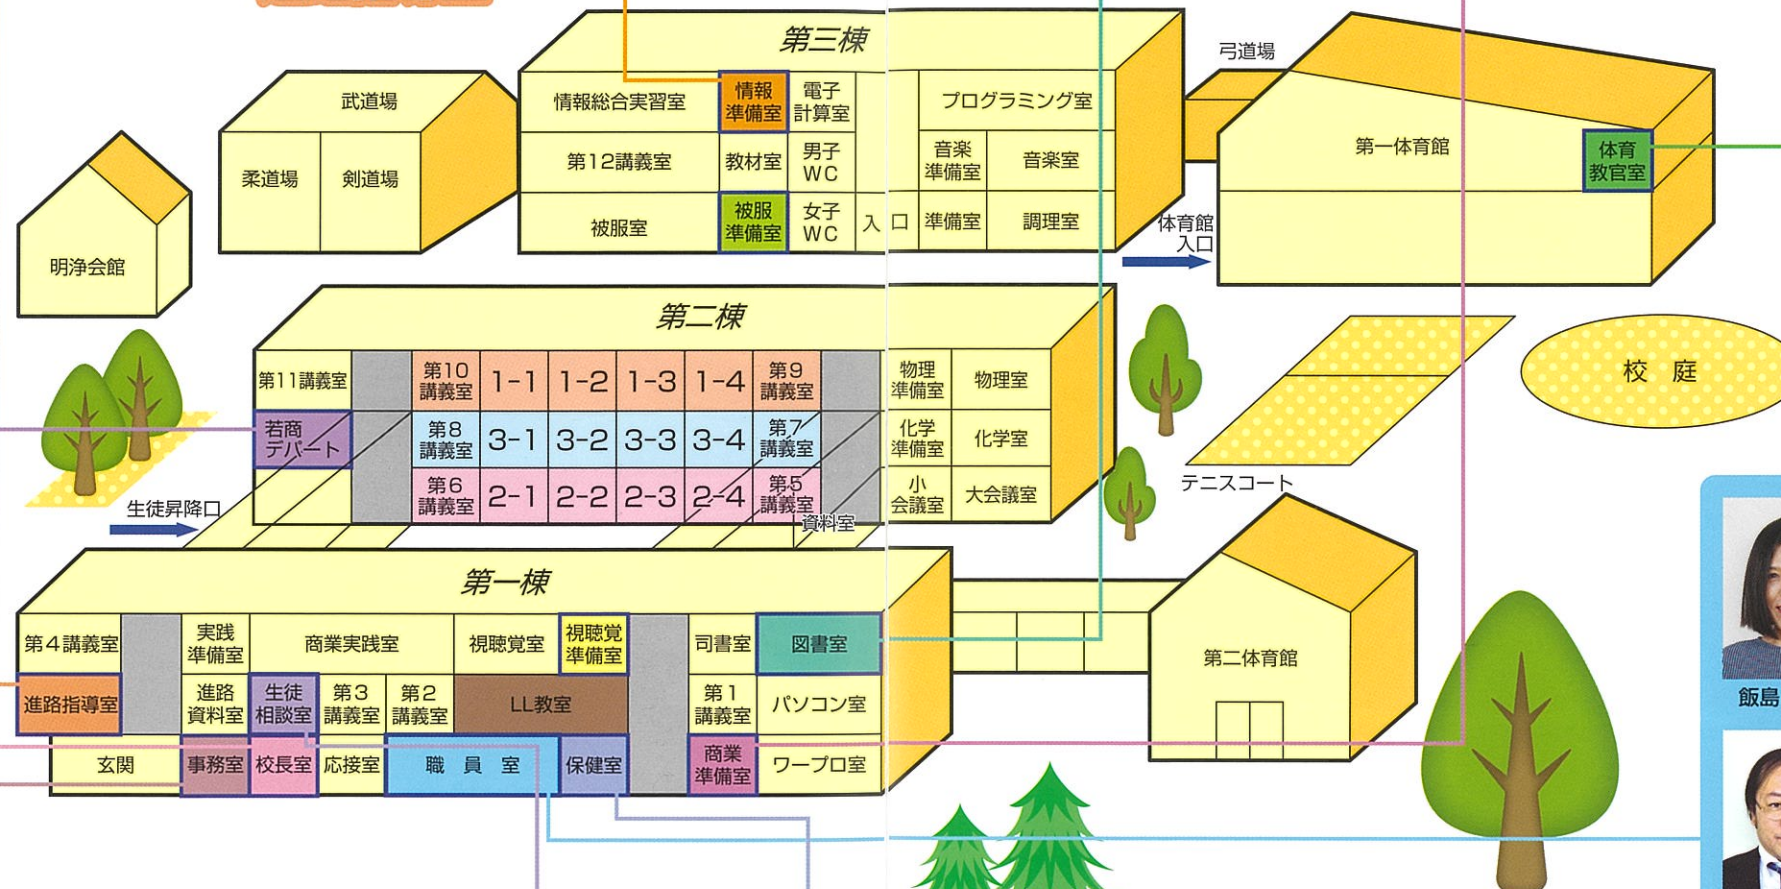 第三棟
弓道場
武道場
情報総合実習室
情報
準備室
電子
計算室
プログラミング室
第12講義室
教材室
男子
WC
音楽
準備室
音楽室
第一体育館
体育
教官室
柔道場
剣道場
被服室
被服
準備室
女子
WC
入口
準備室
調理室
体育館
入口
明浄会館
第二棟
第11講義室
第10
講義室
1-1
1-2
1-3
1-4
第9
講義室
物理
準備室
物理室
校 庭
若商
デパート
第8
講義室
3-1
3-2
3-3
3-4
第7
講義室
化学
準備室
化学室
第6
講義室
2-1
2-2
2-3
2-4
第5
講義室
小
会議室
大会議室
テニスコート
生徒昇降口
資料室
第一棟
第4講義室
実践
準備室
商業実践室
視聴覚室
視聴覚
準備室
司書室
図書室
第二体育館
進路指導室
進路
資料室
生徒
相談室
第3
講義室
第2
講義室
LL教室
第1
講義室
パソコン室
飯島
玄関
事務室
校長室
応接室
職 員 室
保健室
商業
準備室
ワープロ室